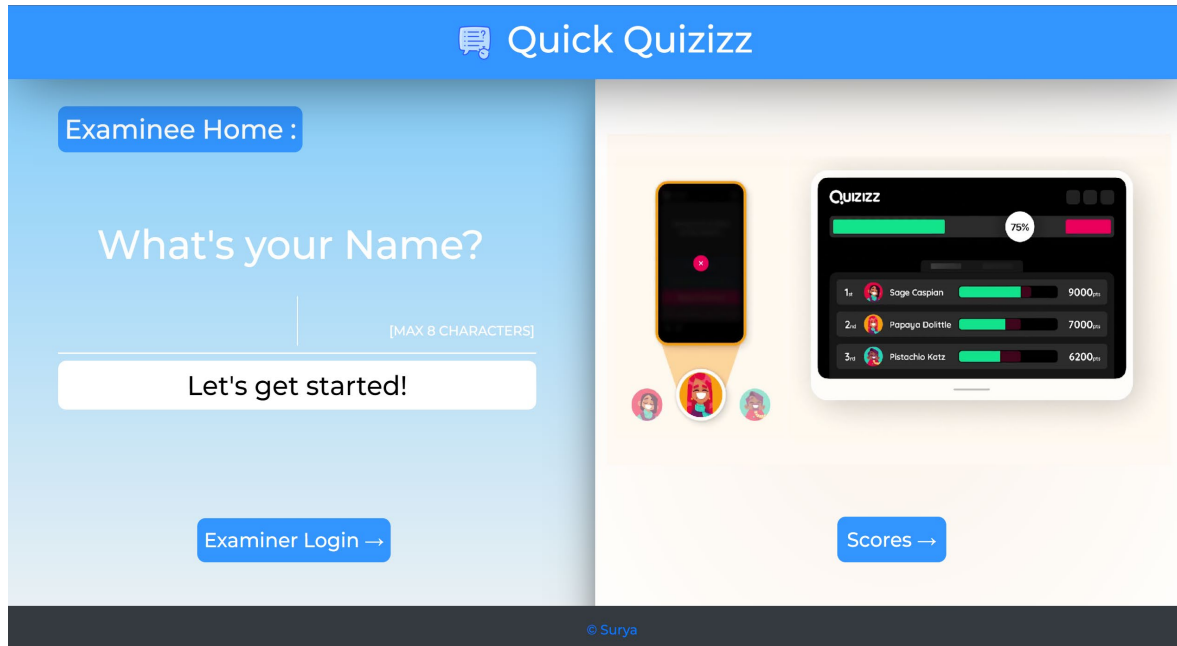 Quick Quizizz
Examinee Home :
What's your Name?
[MAX 8 CHARACTERS]
Let's get started!
Examiner Login →
QUIZIZZ
75%
1st Sage Caspian 9000pts
2nd Papaya Dolittle 7000pts
3rd Pistachio Katz 6200pts
Scores →
© Surya